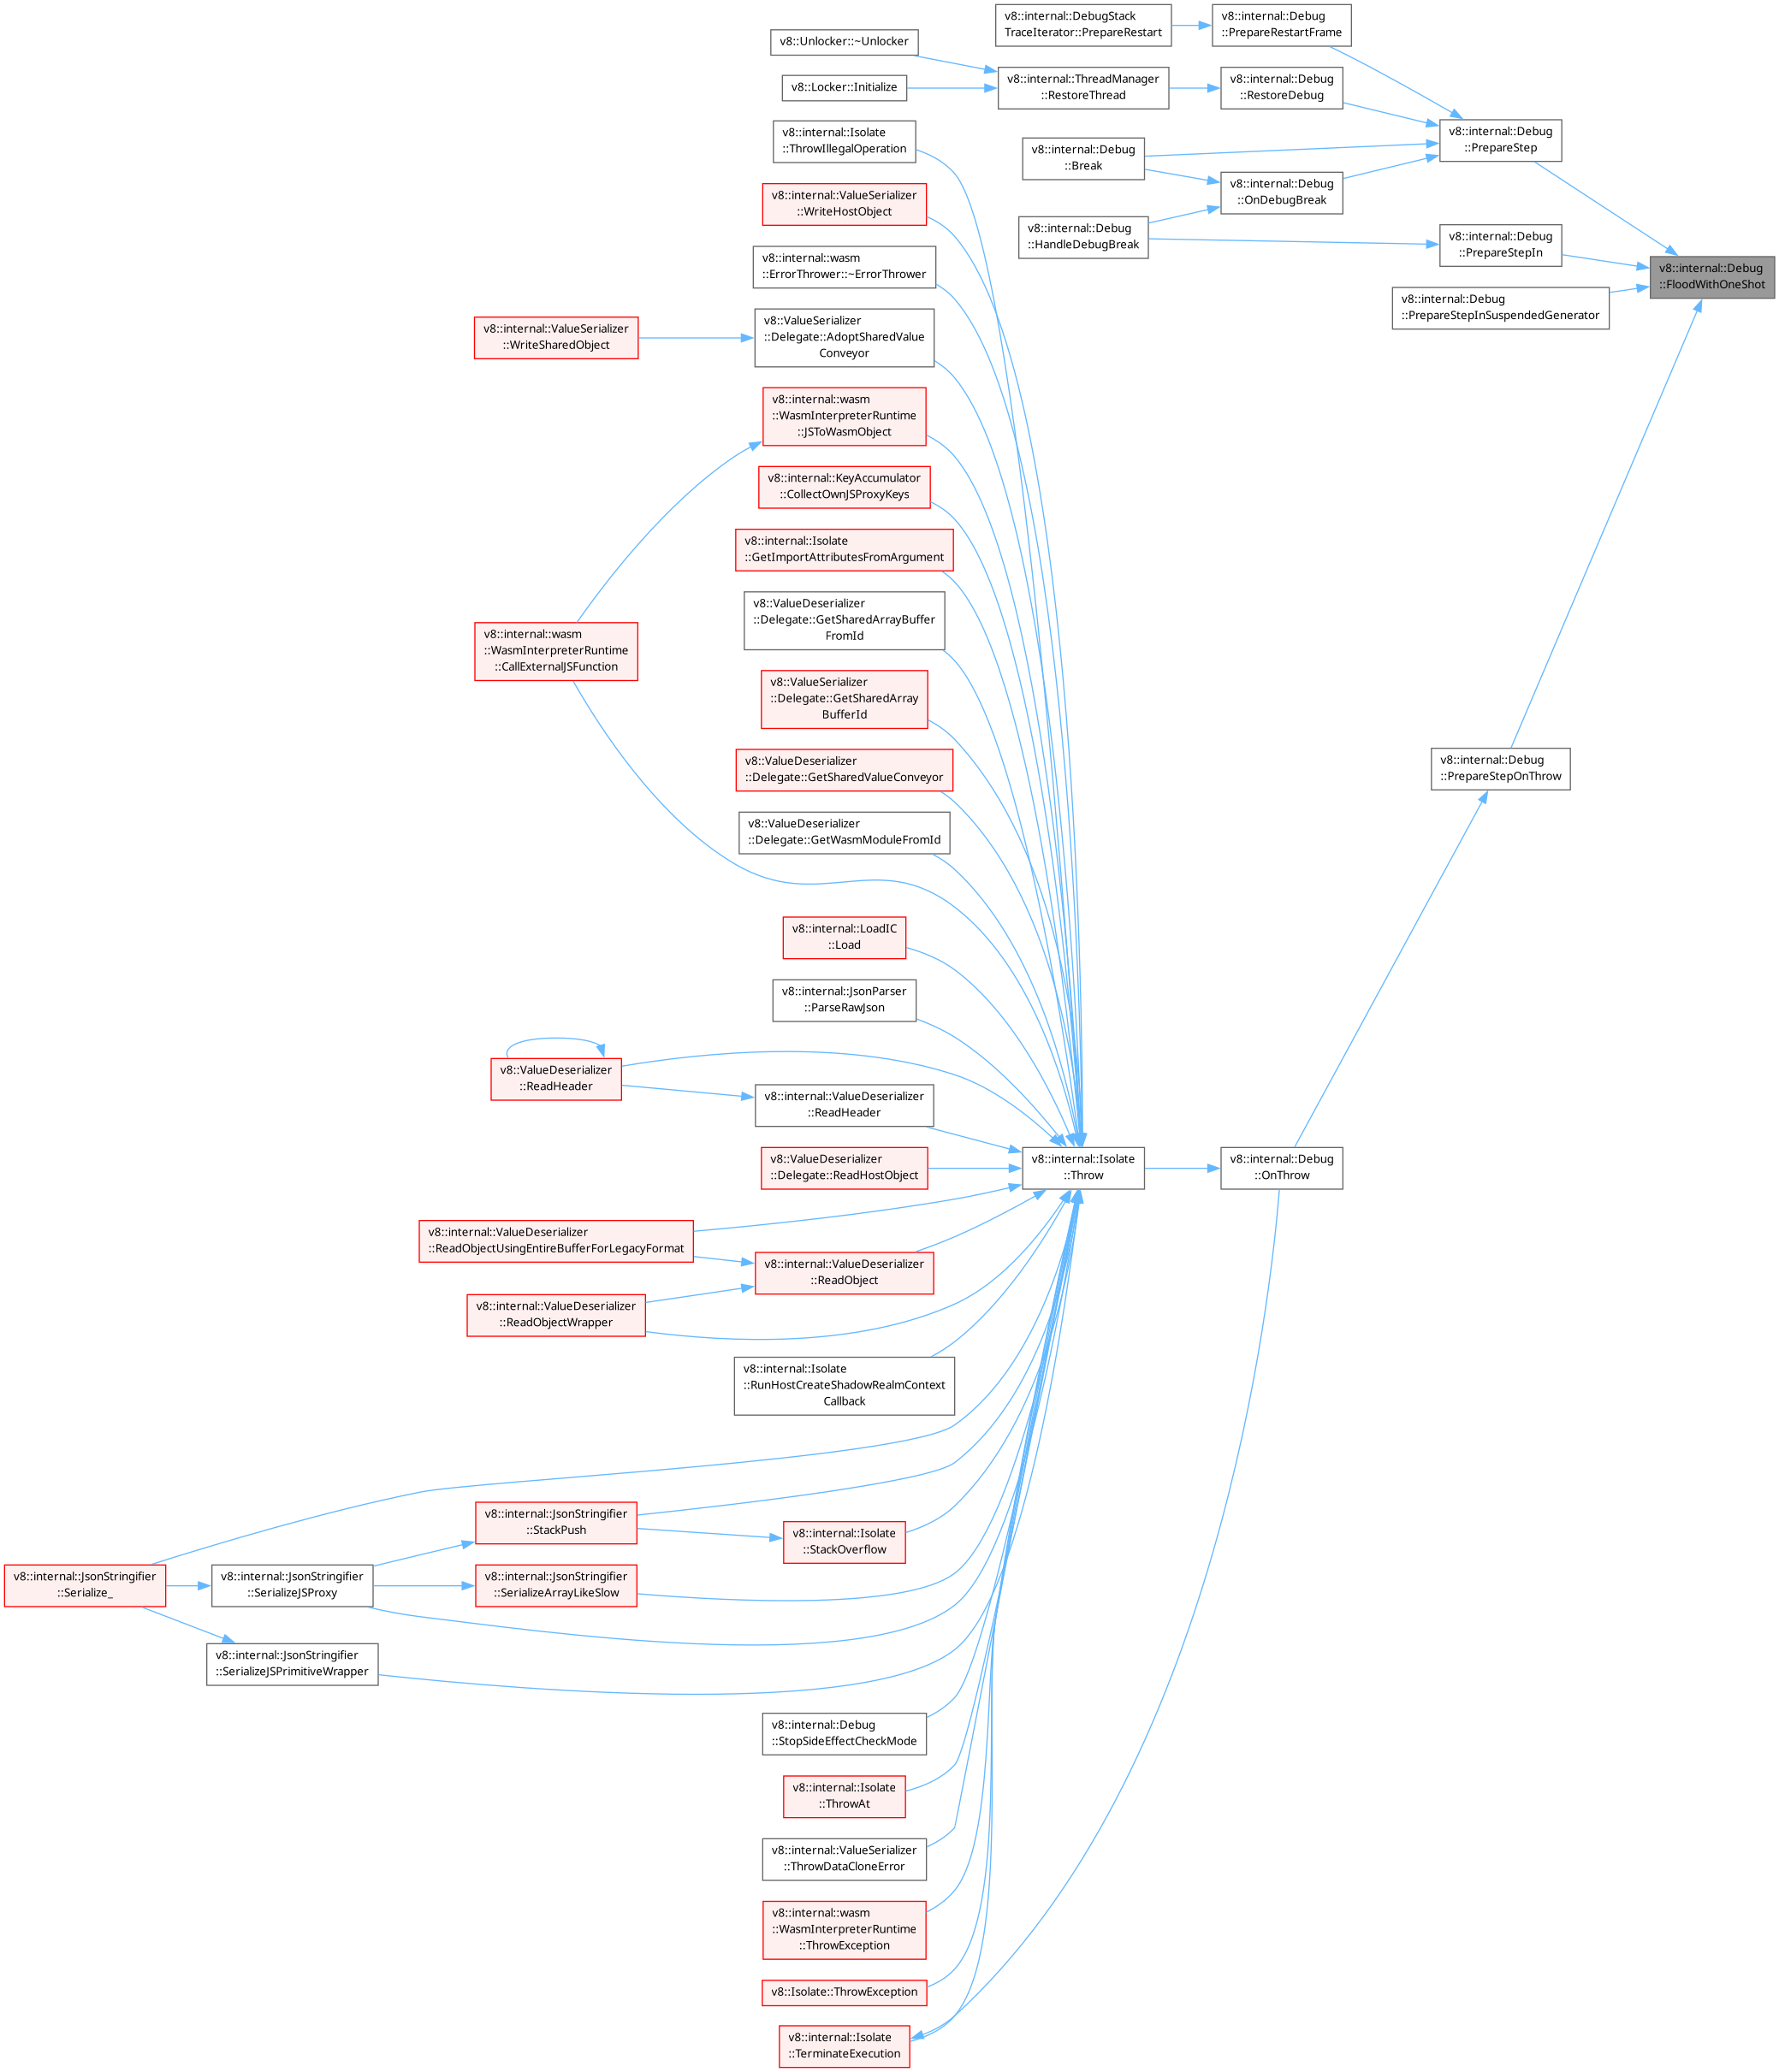 v8::internal::DebugStack
TraceIterator::PrepareRestart
v8::internal::Debug
::PrepareRestartFrame
v8::Unlocker::~Unlocker
v8::Locker::Initialize
v8::internal::ThreadManager
::RestoreThread
v8::internal::Debug
::RestoreDebug
v8::internal::Isolate
::ThrowIllegalOperation
v8::internal::Debug
::Break
v8::internal::Debug
::PrepareStep
v8::internal::ValueSerializer
::WriteHostObject
v8::internal::Debug
::OnDebugBreak
v8::internal::Debug
::HandleDebugBreak
v8::internal::Debug
::PrepareStepIn
v8::internal::wasm
::ErrorThrower::~ErrorThrower
v8::internal::Debug
::FloodWithOneShot
v8::internal::Debug
::PrepareStepInSuspendedGenerator
v8::internal::ValueSerializer
::WriteSharedObject
v8::ValueSerializer
::Delegate::AdoptSharedValue
Conveyor
v8::internal::wasm
::WasmInterpreterRuntime
::JSToWasmObject
v8::internal::KeyAccumulator
::CollectOwnJSProxyKeys
v8::internal::Isolate
::GetImportAttributesFromArgument
v8::ValueDeserializer
::Delegate::GetSharedArrayBuffer
FromId
v8::internal::wasm
::WasmInterpreterRuntime
::CallExternalJSFunction
v8::ValueSerializer
::Delegate::GetSharedArray
BufferId
v8::ValueDeserializer
::Delegate::GetSharedValueConveyor
v8::internal::Debug
::PrepareStepOnThrow
v8::ValueDeserializer
::Delegate::GetWasmModuleFromId
v8::internal::LoadIC
::Load
v8::internal::JsonParser
::ParseRawJson
v8::ValueDeserializer
::ReadHeader
v8::internal::ValueDeserializer
::ReadHeader
v8::ValueDeserializer
::Delegate::ReadHostObject
v8::internal::Isolate
::Throw
v8::internal::Debug
::OnThrow
v8::internal::ValueDeserializer
::ReadObjectUsingEntireBufferForLegacyFormat
v8::internal::ValueDeserializer
::ReadObject
v8::internal::ValueDeserializer
::ReadObjectWrapper
v8::internal::Isolate
::RunHostCreateShadowRealmContext
Callback
v8::internal::JsonStringifier
::StackPush
v8::internal::Isolate
::StackOverflow
v8::internal::JsonStringifier
::Serialize_
v8::internal::JsonStringifier
::SerializeJSProxy
v8::internal::JsonStringifier
::SerializeArrayLikeSlow
v8::internal::JsonStringifier
::SerializeJSPrimitiveWrapper
v8::internal::Debug
::StopSideEffectCheckMode
v8::internal::Isolate
::ThrowAt
v8::internal::ValueSerializer
::ThrowDataCloneError
v8::internal::wasm
::WasmInterpreterRuntime
::ThrowException
v8::Isolate::ThrowException
v8::internal::Isolate
::TerminateExecution